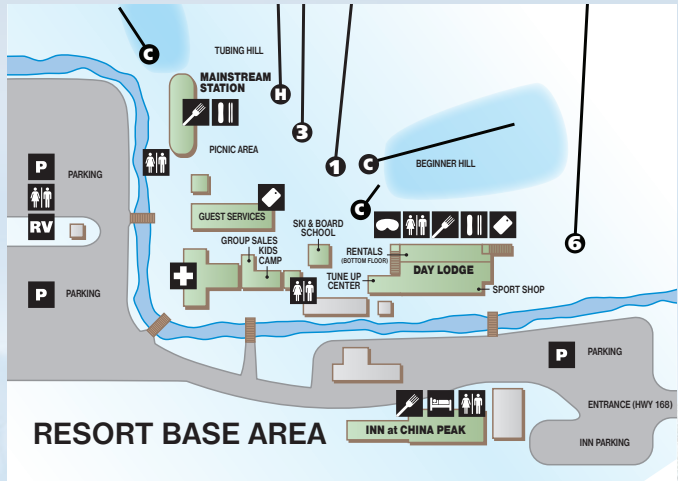 C
TUBING HILL
MAINSTREAM
STATION
H
3
1
C
BEGINNER HILL
PICNIC AREA
P
PARKING
RV
GUEST SERVICES
C
6
SKI & BOARD
SCHOOL
GROUP SALES
KIDS
CAMP
RENTALS
(BOTTOM FLOOR)
DAY LODGE
TUNE UP
CENTER
SPORT SHOP
P
PARKING
P
PARKING
ENTRANCE (HWY 168)
INN PARKING
INN at CHINA PEAK
RESORT BASE AREA